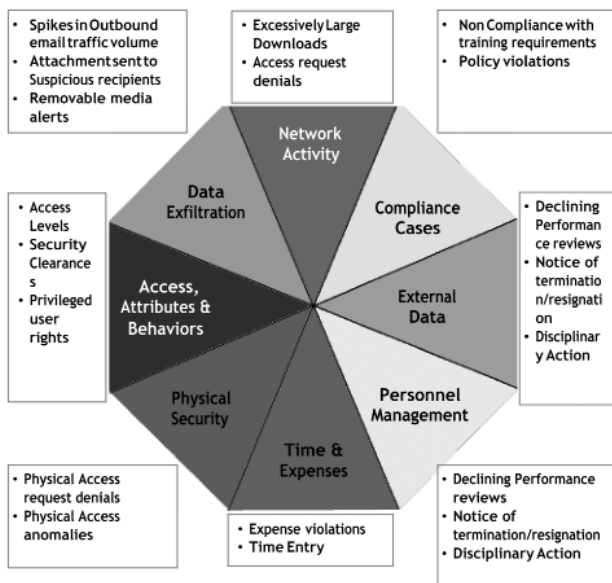 • Spikes in Outbound
email traffic volume
• Attachment sent to
Suspicious recipients
• Removable media
alerts
• Excessively Large
Downloads
• Access request
denials
• Non Compliance with
training requirements
• Policy violations
Network
Activity
Data
Exfiltration
Compliance
Cases
• Access
Levels
• Security
Clearance
s
• Privileged
user
rights
Access,
Attributes &
Behaviors
External
Data
• Declining
Performanc
e reviews
• Notice of
terminatio
n/resignati
on
• Disciplinar
y Action
Physical
Security
Time &
Expenses
Personnel
Management
• Physical Access
request denials
• Physical Access
anomalies
• Expense violations
• Time Entry
• Declining Performance
reviews
• Notice of
termination/resignation
• Disciplinary Action